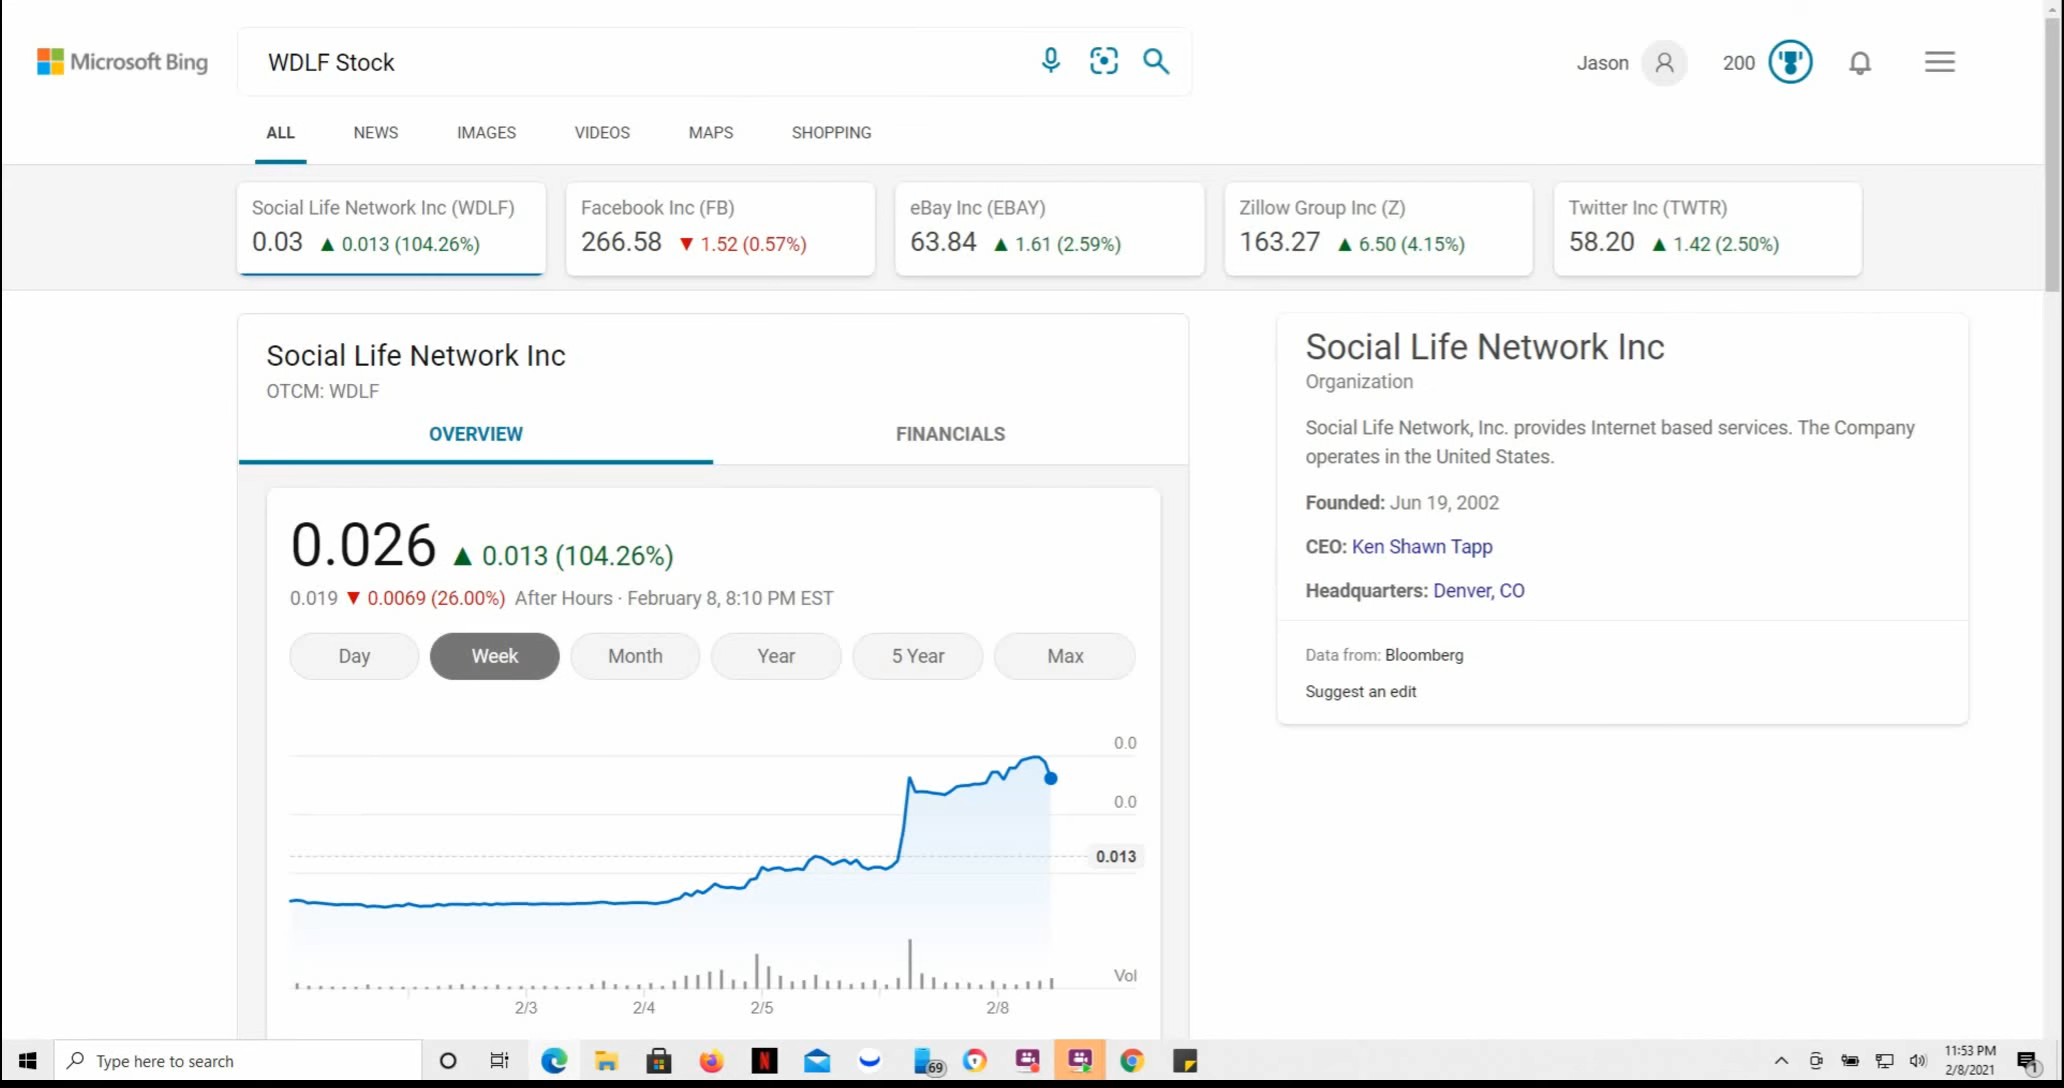 Microsoft Bing
WDLF Stock
Jason
200
ALL NEWS IMAGES VIDEOS MAPS SHOPPING
Social Life Network Inc (WDLF)
0.03 ▲ 0.013 (104.26%)
Facebook Inc (FB)
266.58 ▼ 1.52 (0.57%)
eBay Inc (EBAY)
63.84 ▲ 1.61 (2.59%)
Zillow Group Inc (Z)
163.27 ▲ 6.50 (4.15%)
Twitter Inc (TWTR)
58.20 ▲ 1.42 (2.50%)
Social Life Network Inc
OTCM: WDLF
OVERVIEW FINANCIALS
0.026 ▲ 0.013 (104.26%)
0.019 ▼ 0.0069 (26.00%) After Hours · February 8, 8:10 PM EST
Day Week Month Year 5 Year Max
0.0
0.0
0.013
Vol
2/3 2/4 2/5 2/8
Social Life Network Inc
Organization
Social Life Network, Inc. provides Internet based services. The Company
operates in the United States.
Founded: Jun 19, 2002
CEO: Ken Shawn Tapp
Headquarters: Denver, CO
Data from: Bloomberg
Suggest an edit
Type here to search
N
69
11:53 PM
2/8/2021
1